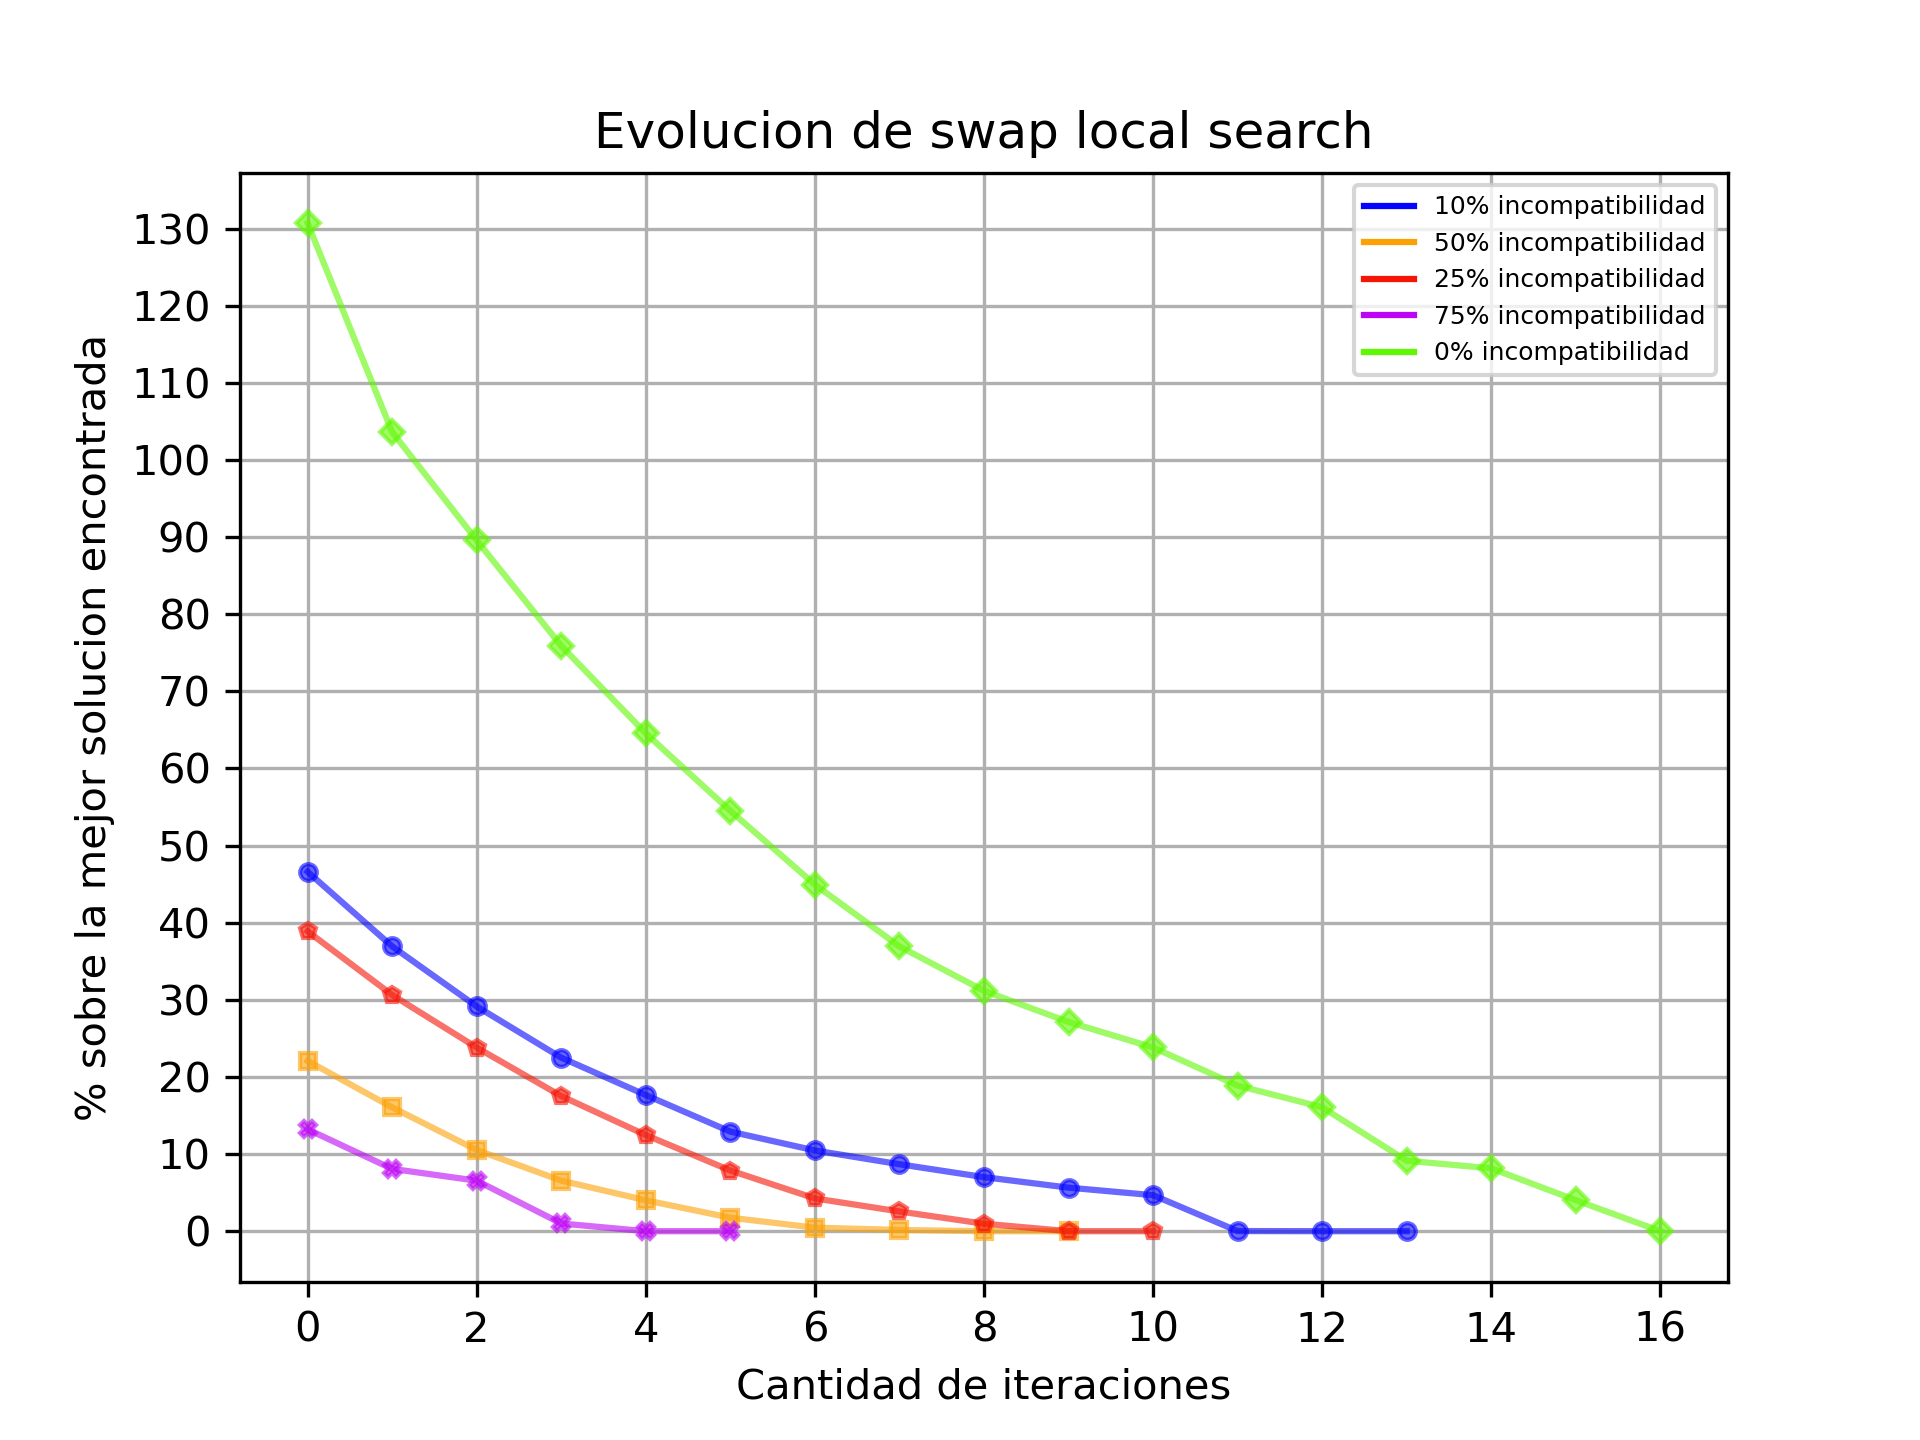 Evolucion de swap local search
% sobre la mejor solucion encontrada
130
120
110
100
90
80
70
60
50
40
30
20
10
0
10% incompatibilidad
50% incompatibilidad
25% incompatibilidad
75% incompatibilidad
0% incompatibilidad
0 2 4 6 8 10 12 14 16
Cantidad de iteraciones